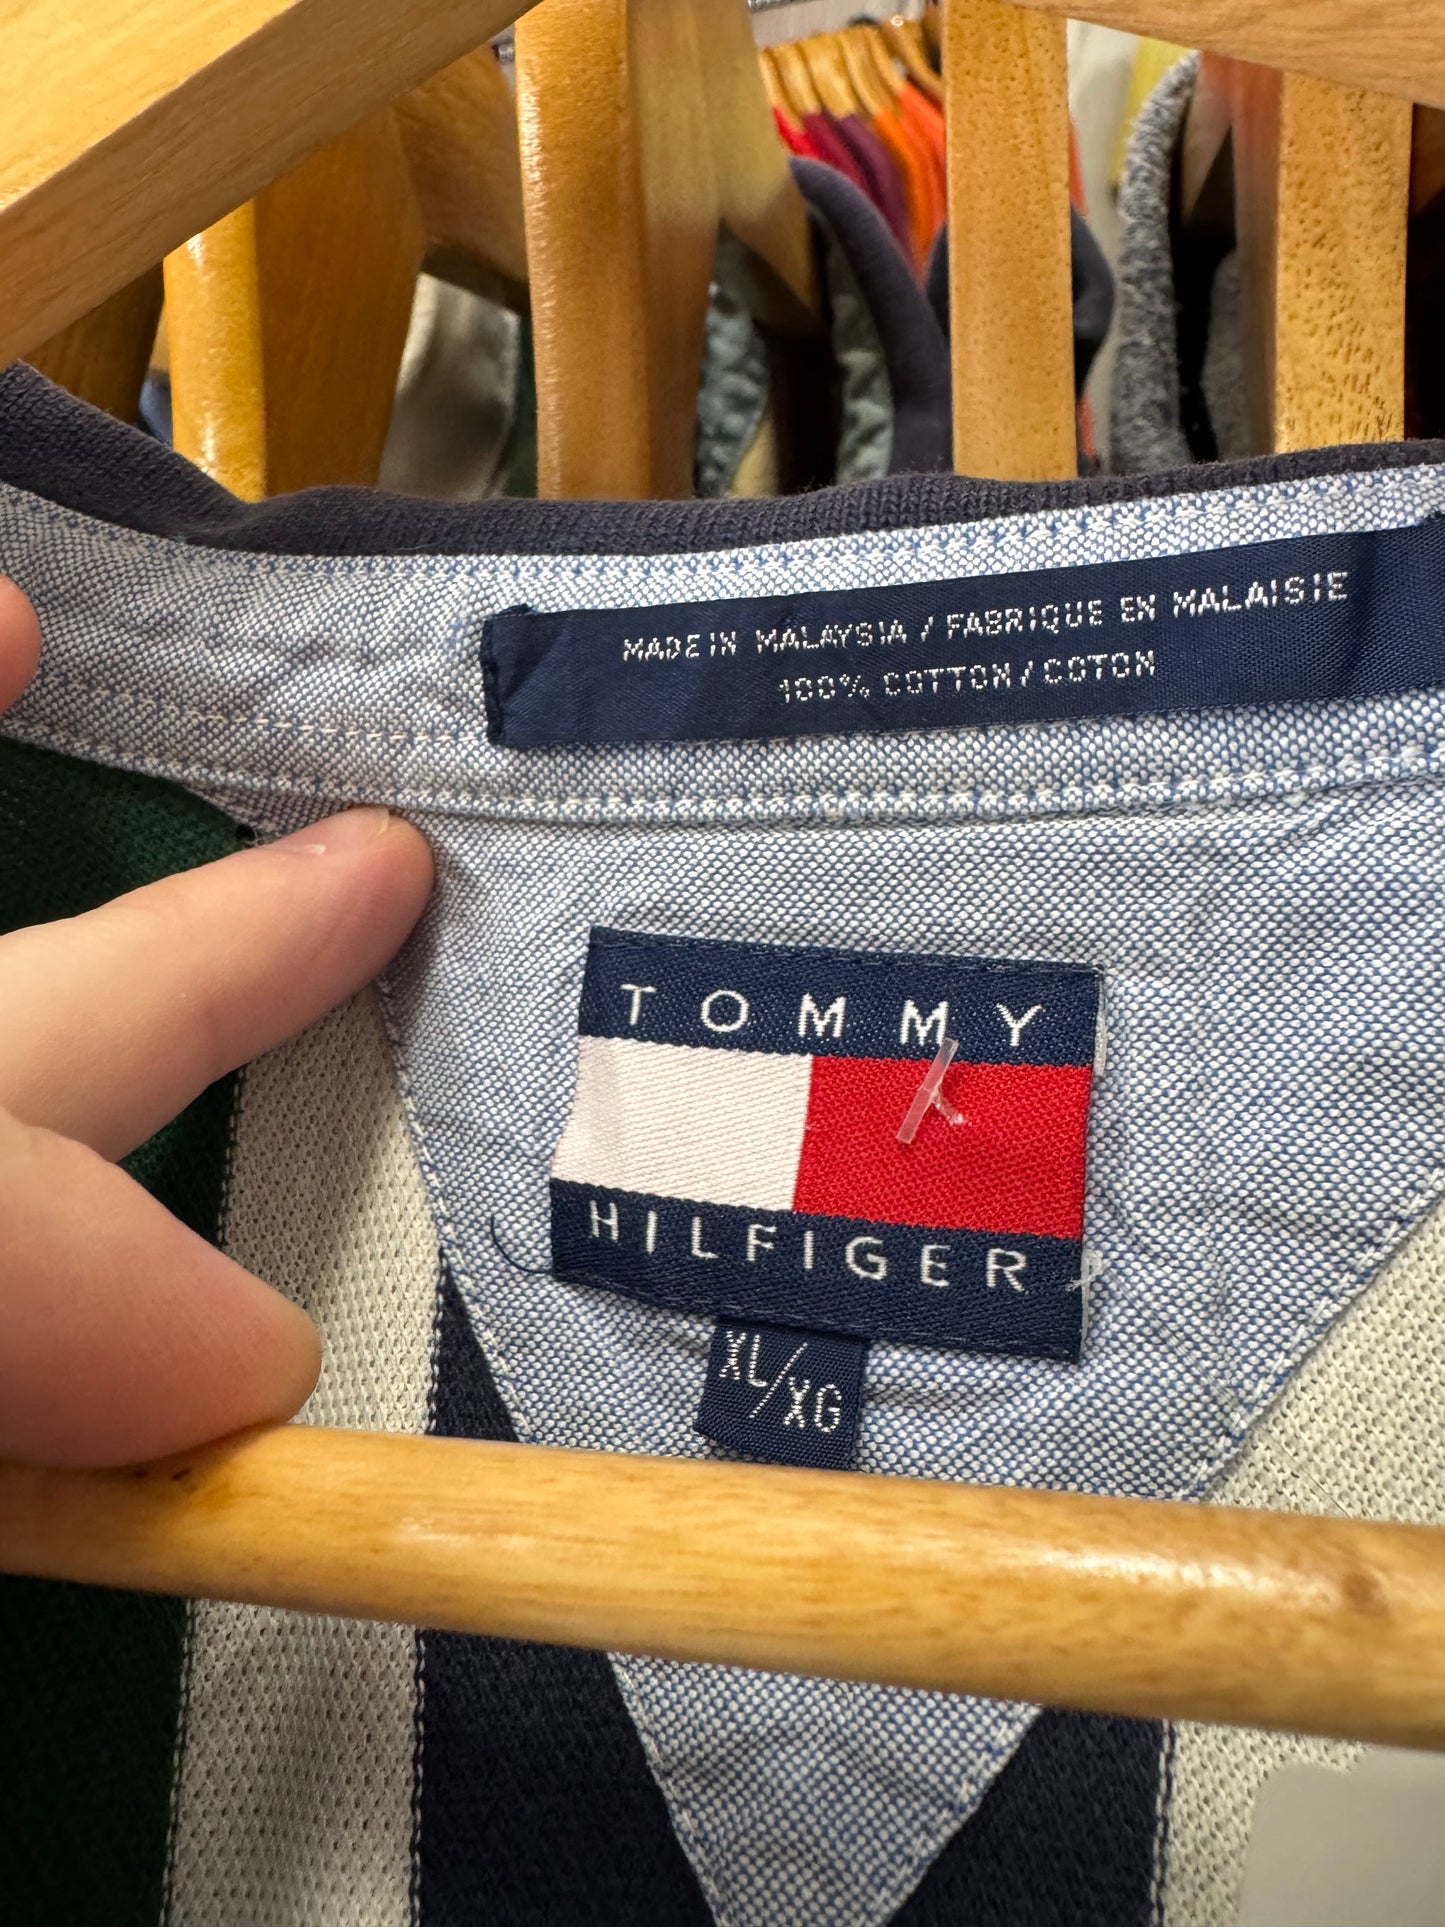 MADE IN MALAYSIA / FABRIQUE EN MALAISIE
100% COTTON / COTON
TOMMY
HILFIGER
XL/XG